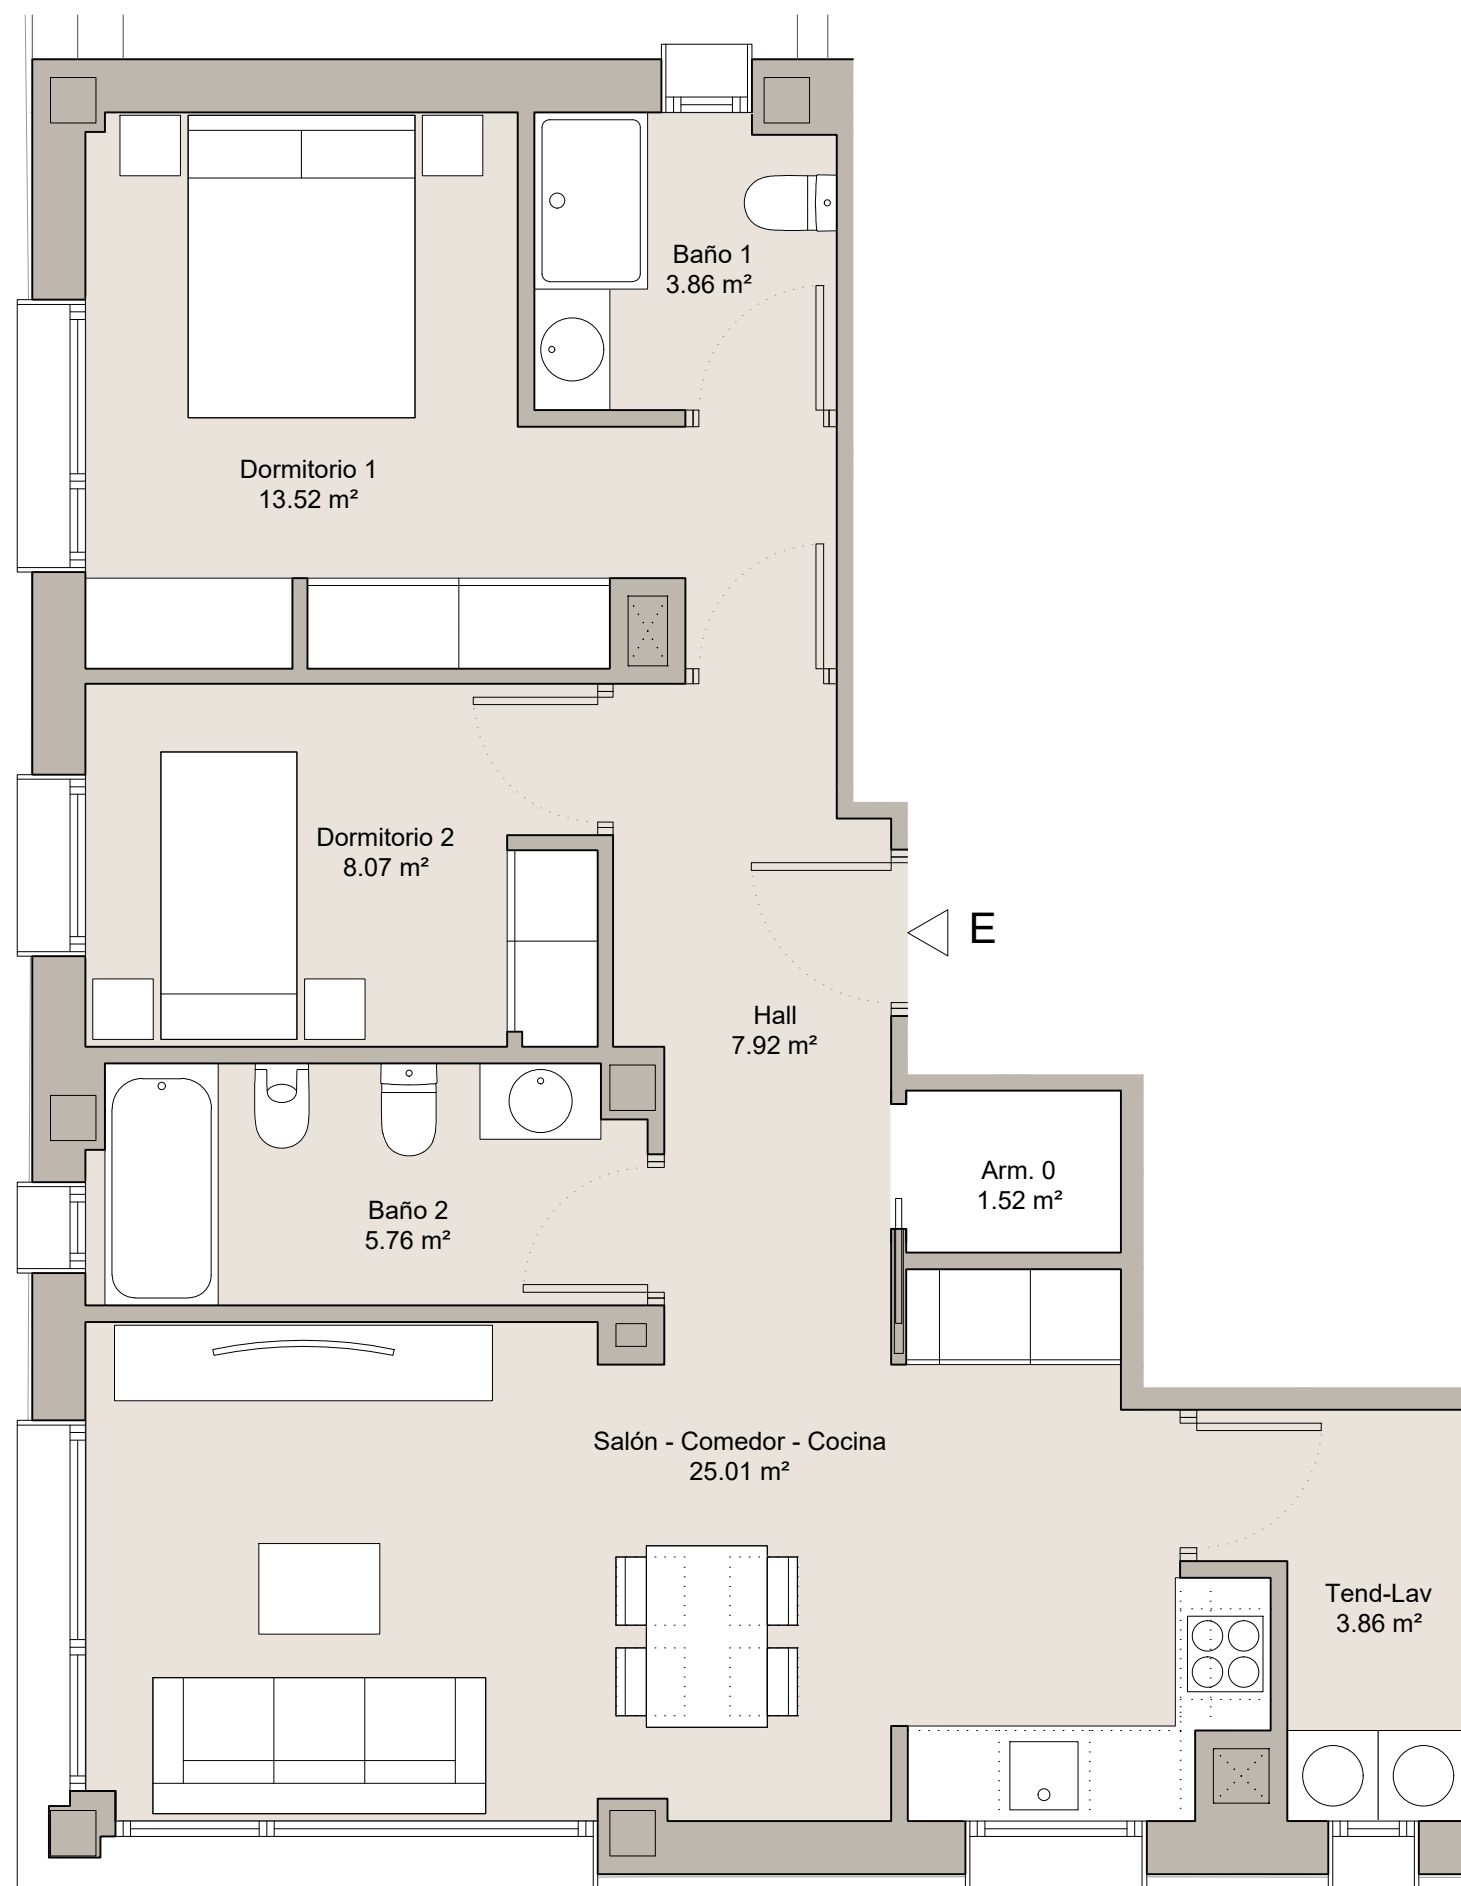 Baño 1
3.86 m²
Dormitorio 1
13.52 m²
Dormitorio 2
8.07 m²
E
Hall
7.92 m²
Arm. 0
1.52 m²
Baño 2
5.76 m²
Salón - Comedor - Cocina
25.01 m²
Tend-Lav
3.86 m²